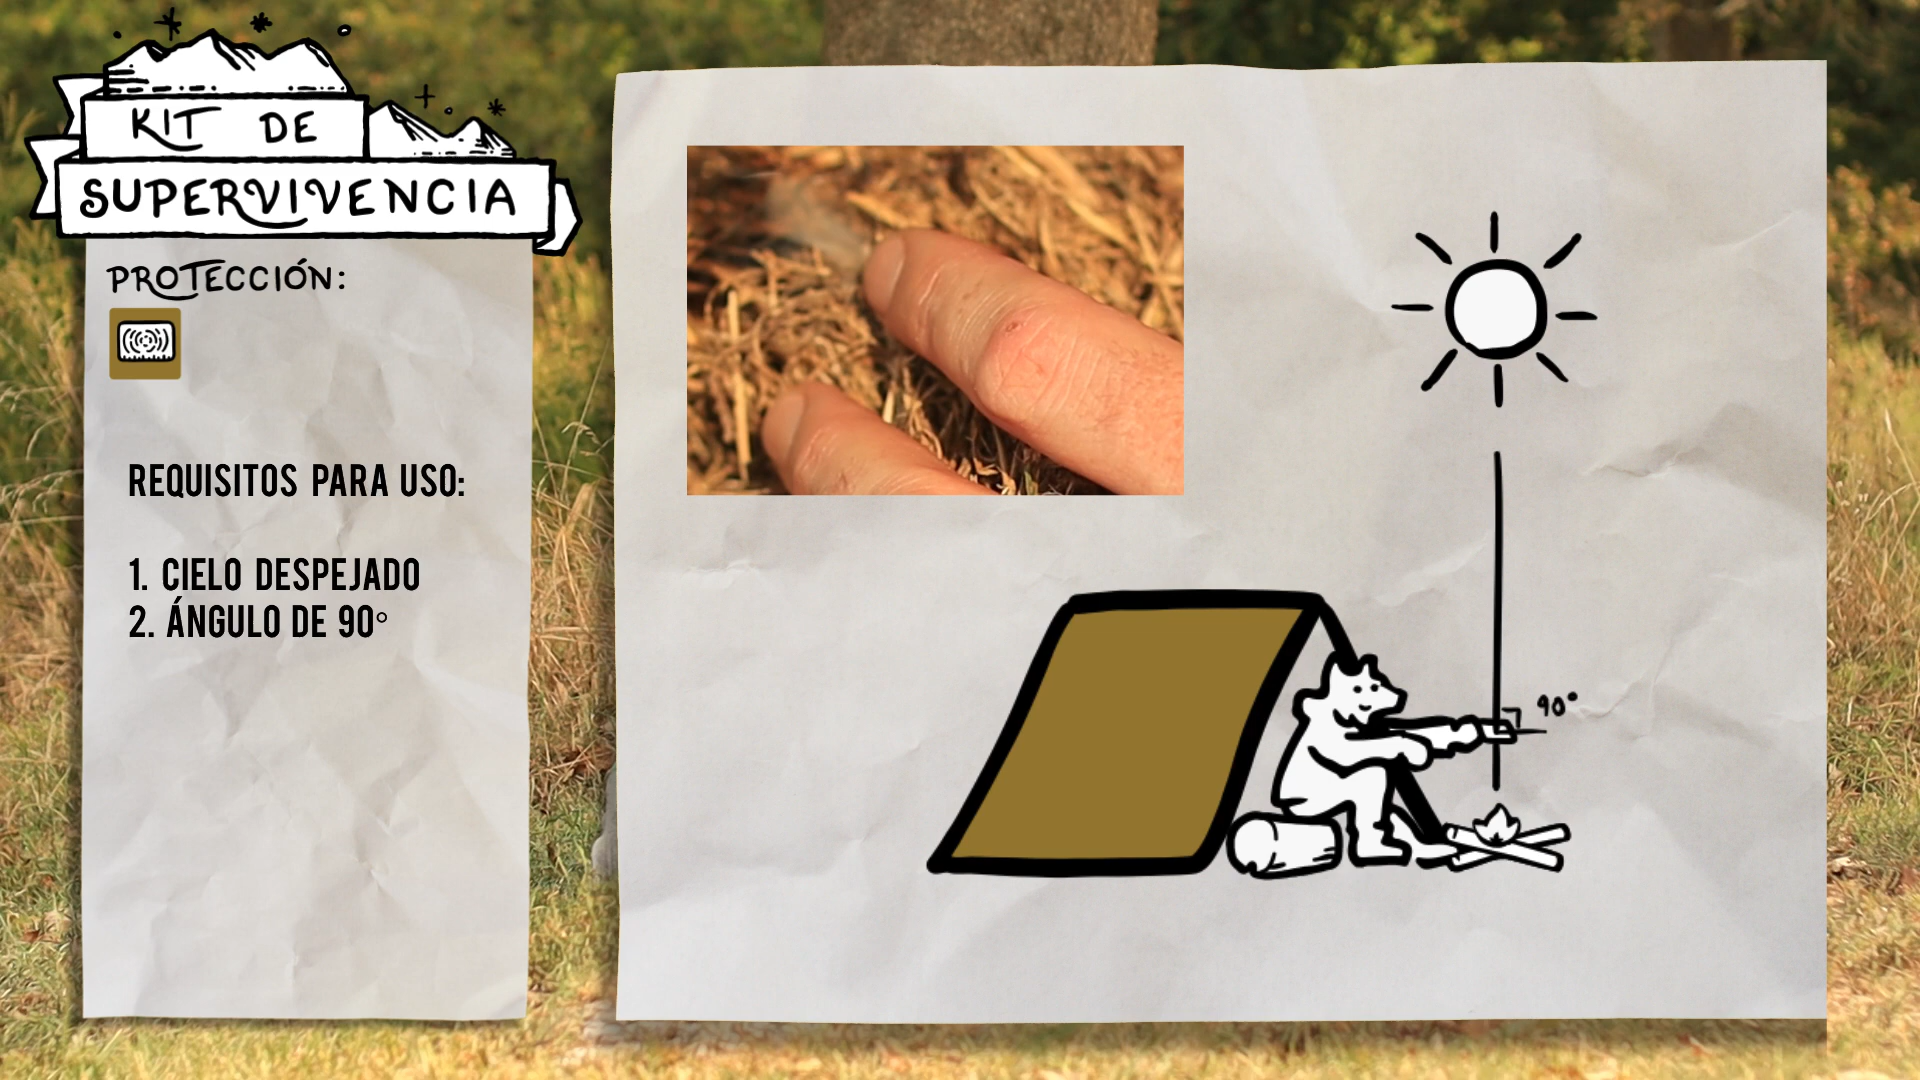 KIT DE
SUPERVIVENCIA
PROTECCIÓN:
REQUISITOS PARA USO:
1. CIELO DESPEJADO
2. ÁNGULO DE 90°
90°